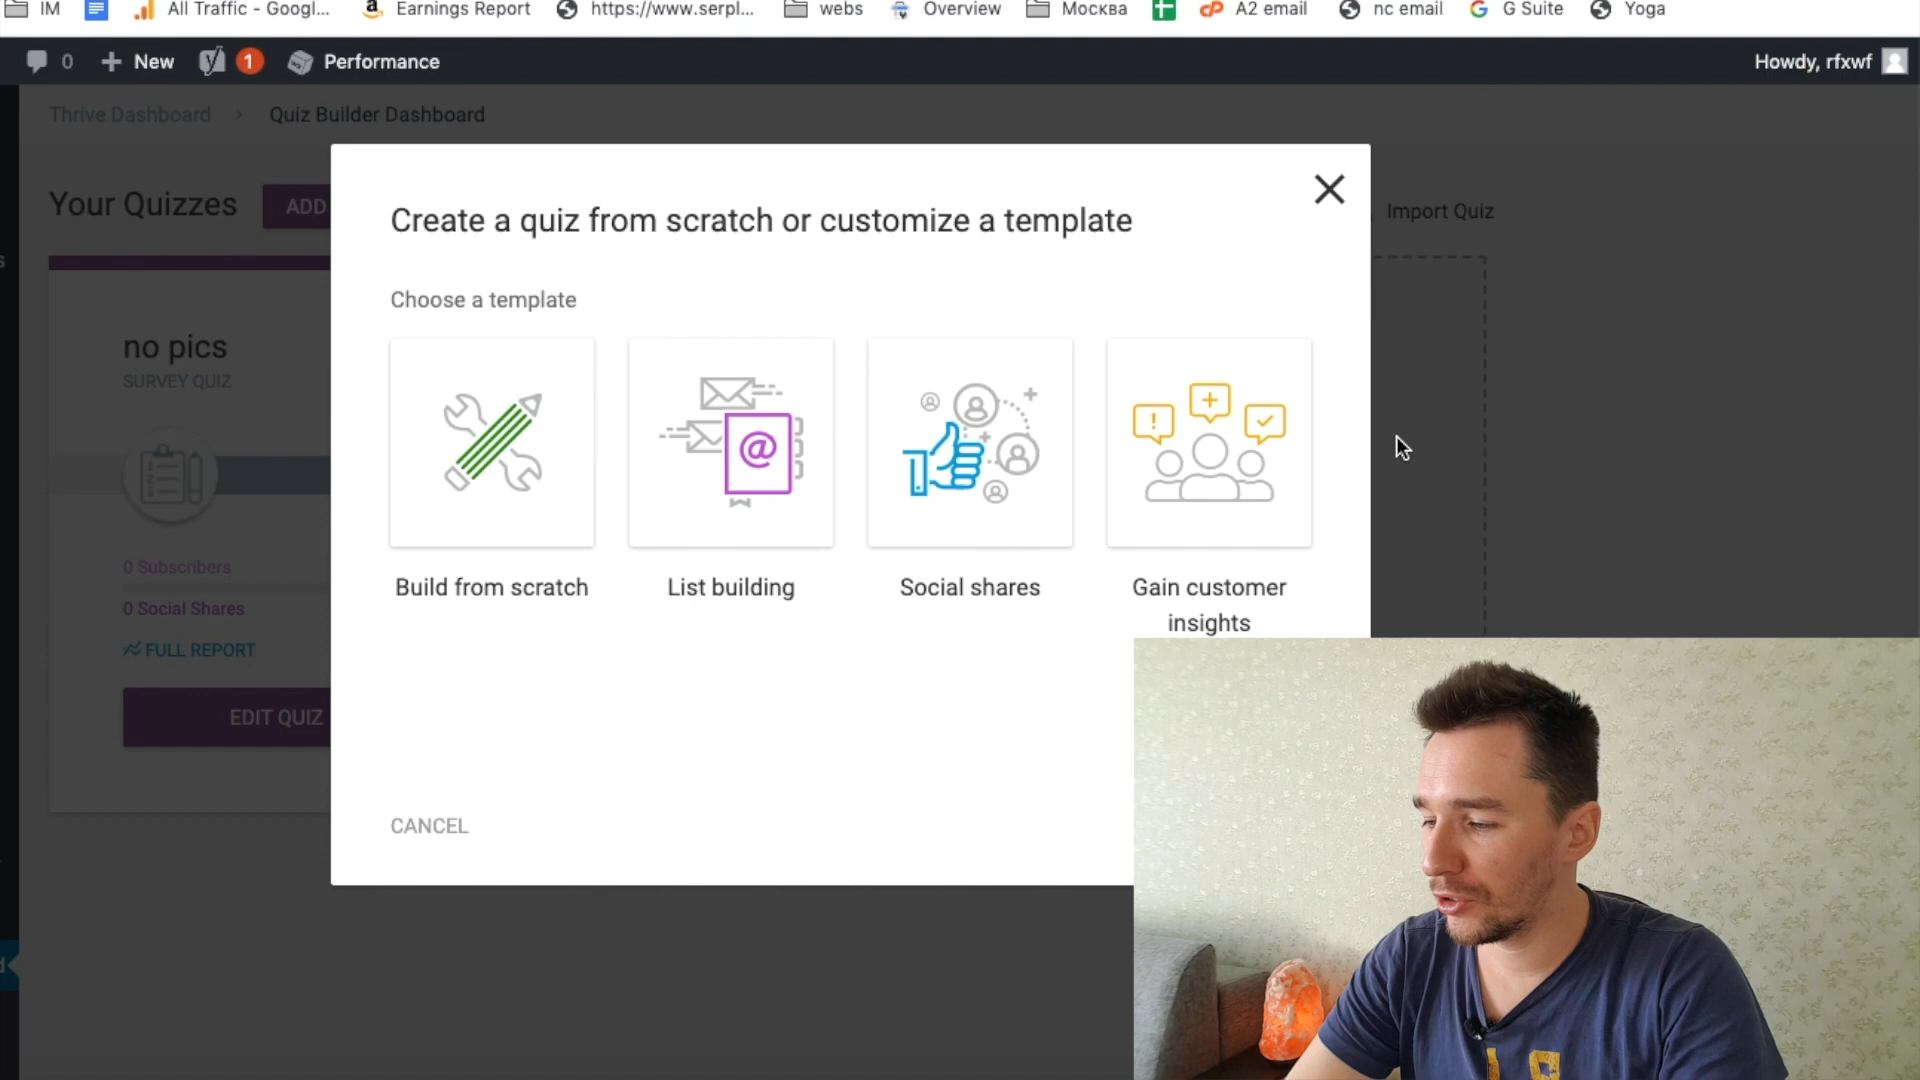 IM
All Traffic - Googl...
Earnings Report
https://www.serpl...
webs
Overview
Москва
A2 email
nc email
G Suite
Yoga
0
New
1
Performance
Howdy, rfxwf
Thrive Dashboard > Quiz Builder Dashboard
Your Quizzes
ADD
Import Quiz
Create a quiz from scratch or customize a template
Choose a template
Build from scratch
List building
Social shares
Gain customer
insights
CANCEL
no pics
SURVEY QUIZ
0 Subscribers
0 Social Shares
FULL REPORT
EDIT QUIZ